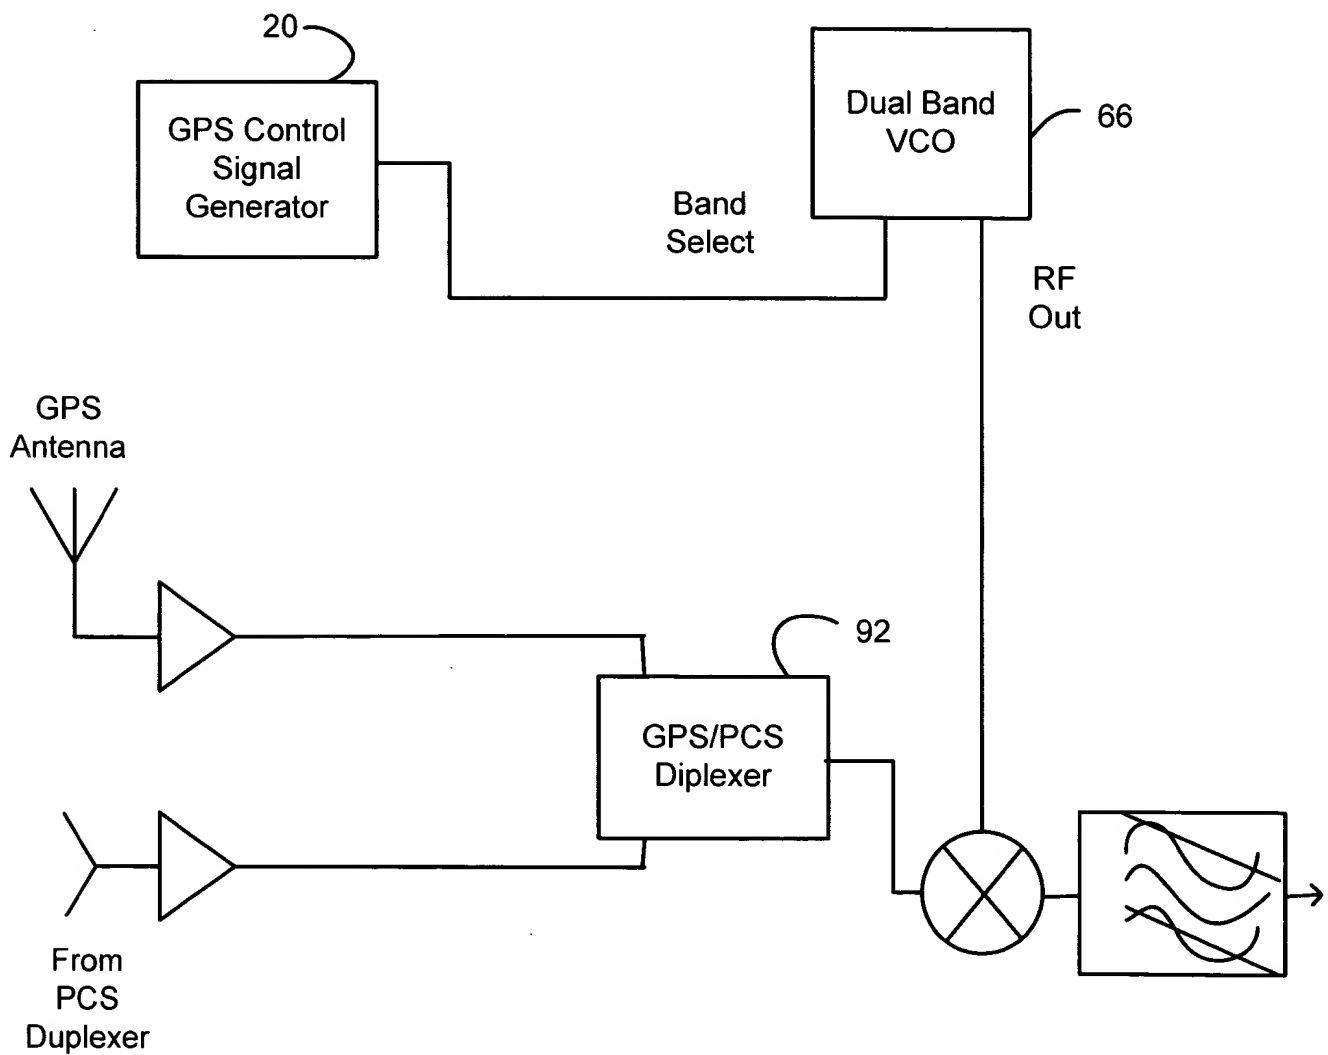 20
GPS Control
Signal
Generator
Dual Band
VCO
66
Band
Select
RF
Out
GPS
Antenna
92
GPS/PCS
Diplexer
From
PCS
Duplexer